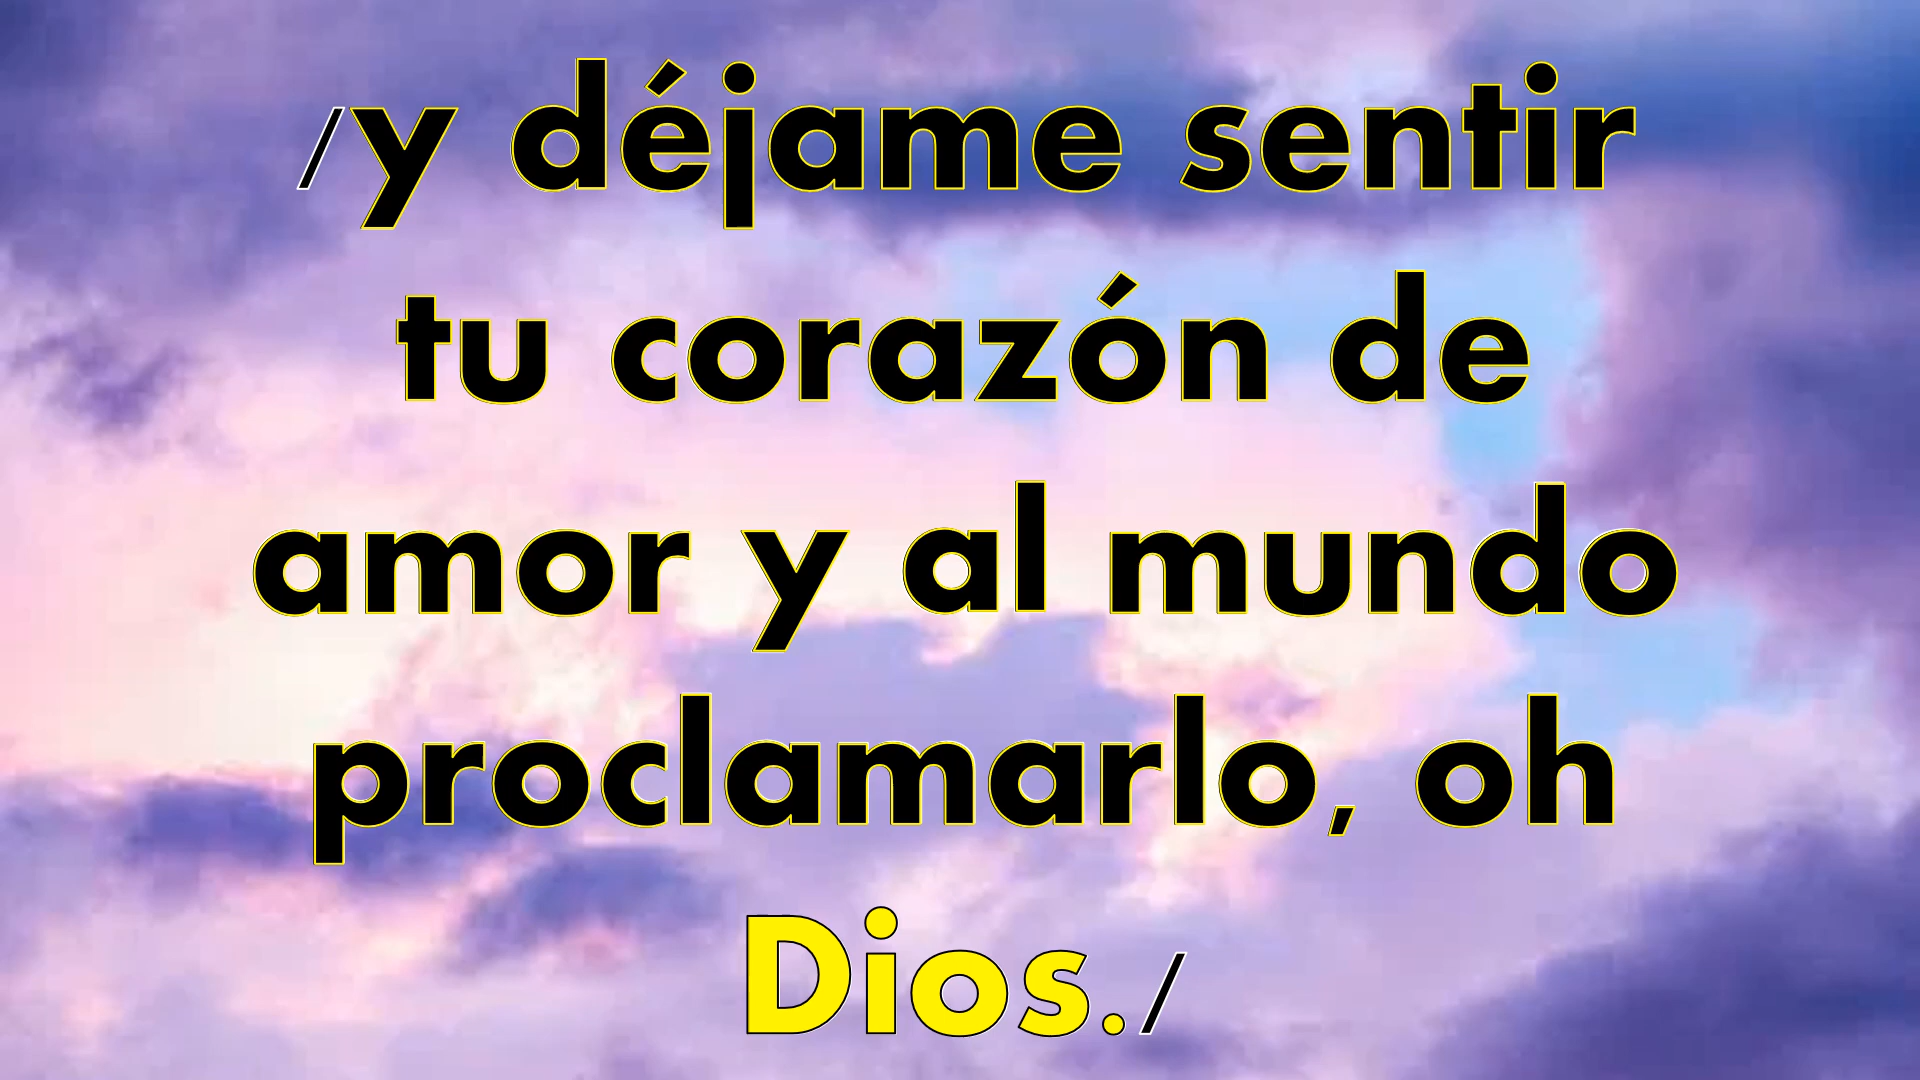 /y déjame sentir
tu corazón de
amor y al mundo
proclamarlo, oh
Dios./